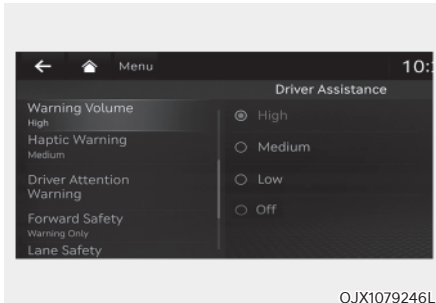 Menu
10:
Driver Assistance
Warning Volume
High
Haptic Warning
Medium
Driver Attention
Warning
Forward Safety
Warning Only
Lane Safety
High
Medium
Low
Off
OJX1079246L